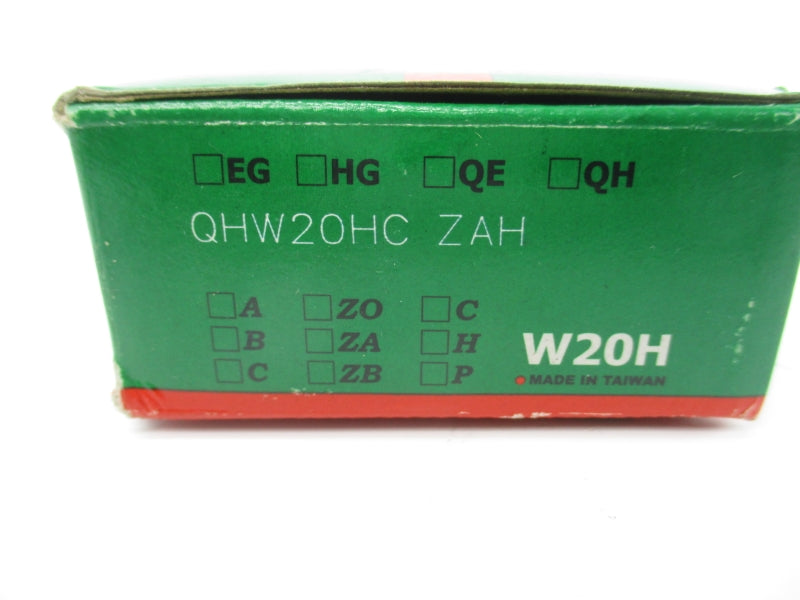 ☐EG ☐HG ☐QE ☐QH
QHW20HC ZAH
☐A ☐ZO ☐C
☐B ☐ZA ☐H
☐C ☐ZB ☐P
W20H
MADE IN TAIWAN